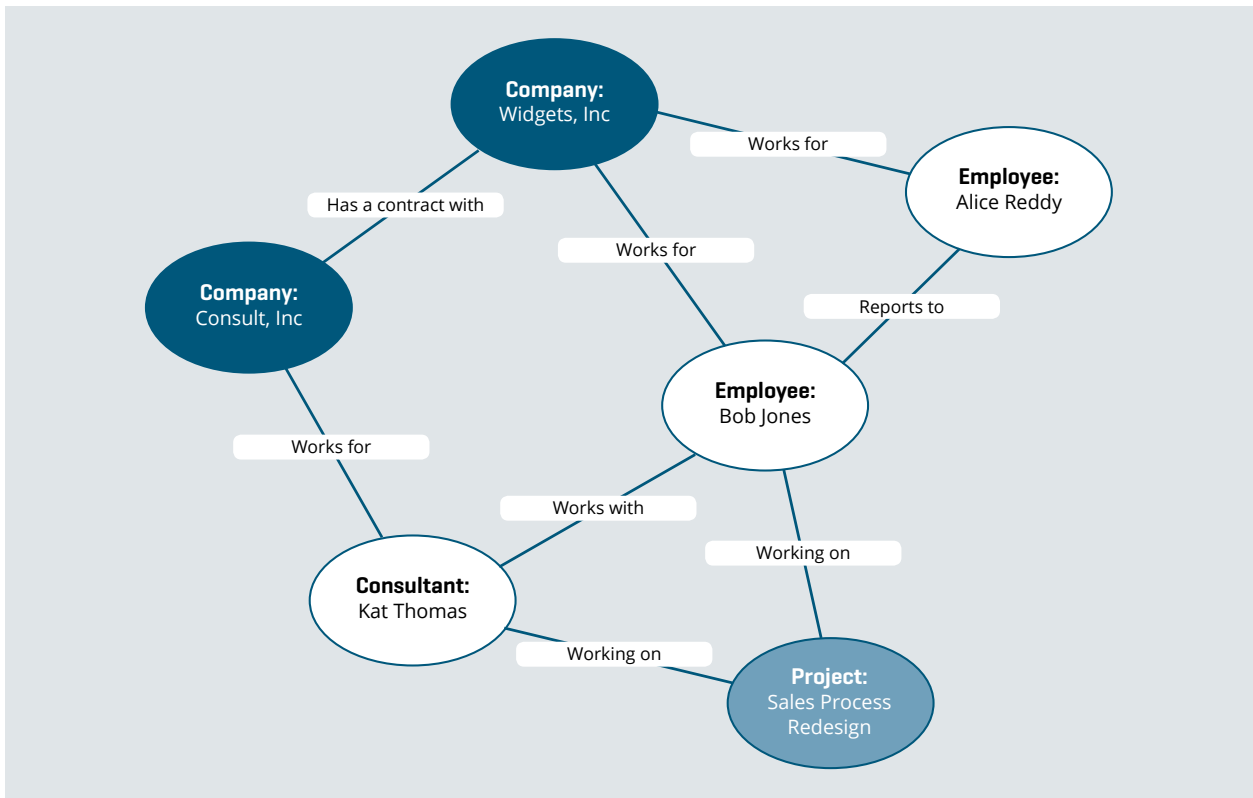 Company:
Widgets, Inc
Works for
Employee:
Alice Reddy
Has a contract with
Works for
Company:
Consult, Inc
Reports to
Employee:
Bob Jones
Works for
Works with
Working on
Consultant:
Kat Thomas
Working on
Project:
Sales Process
Redesign